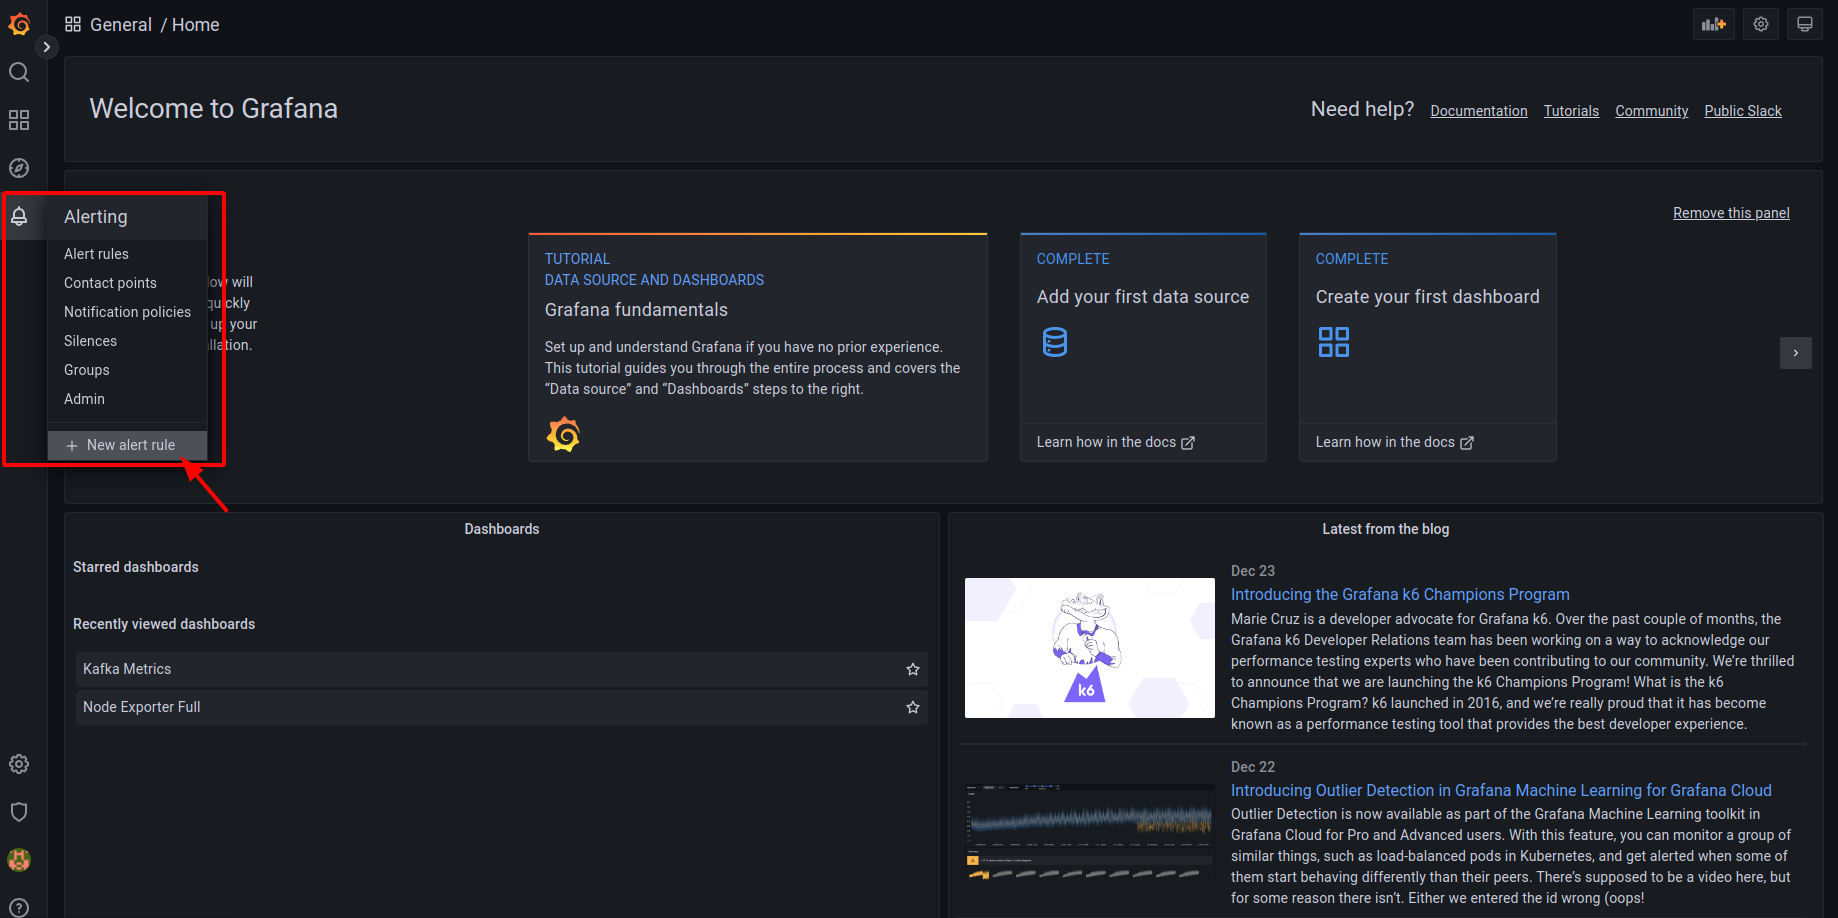 General / Home
Welcome to Grafana
Need help? Documentation Tutorials Community Public Slack
Alerting
Alert rules
Contact points
Notification policies
Silences
Groups
Admin
+ New alert rule
will
quickly
up your
Remove this panel
TUTORIAL
DATA SOURCE AND DASHBOARDS
Grafana fundamentals
Set up and understand Grafana if you have no prior experience.
This tutorial guides you through the entire process and covers the
“Data source” and “Dashboards” steps to the right.
COMPLETE
Add your first data source
Learn how in the docs
COMPLETE
Create your first dashboard
Learn how in the docs
Dashboards
Starred dashboards
Recently viewed dashboards
Kafka Metrics
Node Exporter Full
Latest from the blog
k6
Dec 23
Introducing the Grafana k6 Champions Program
Marie Cruz is a developer advocate for Grafana k6. Over the past couple of months, the
Grafana k6 Developer Relations team has been working on a way to acknowledge our
performance testing experts who have been contributing to our community. We’re thrilled
to announce that we are launching the k6 Champions Program! What is the k6
Champions Program? k6 launched in 2016, and we’re really proud that it has become
known as a performance testing tool that provides the best developer experience.
Dec 22
Introducing Outlier Detection in Grafana Machine Learning for Grafana Cloud
Outlier Detection is now available as part of the Grafana Machine Learning toolkit in
Grafana Cloud for Pro and Advanced users. With this feature, you can monitor a group of
similar things, such as load-balanced pods in Kubernetes, and get alerted when some of
them start behaving differently than their peers. There’s supposed to be a video here, but
for some reason there isn’t. Either we entered the id wrong (oops!